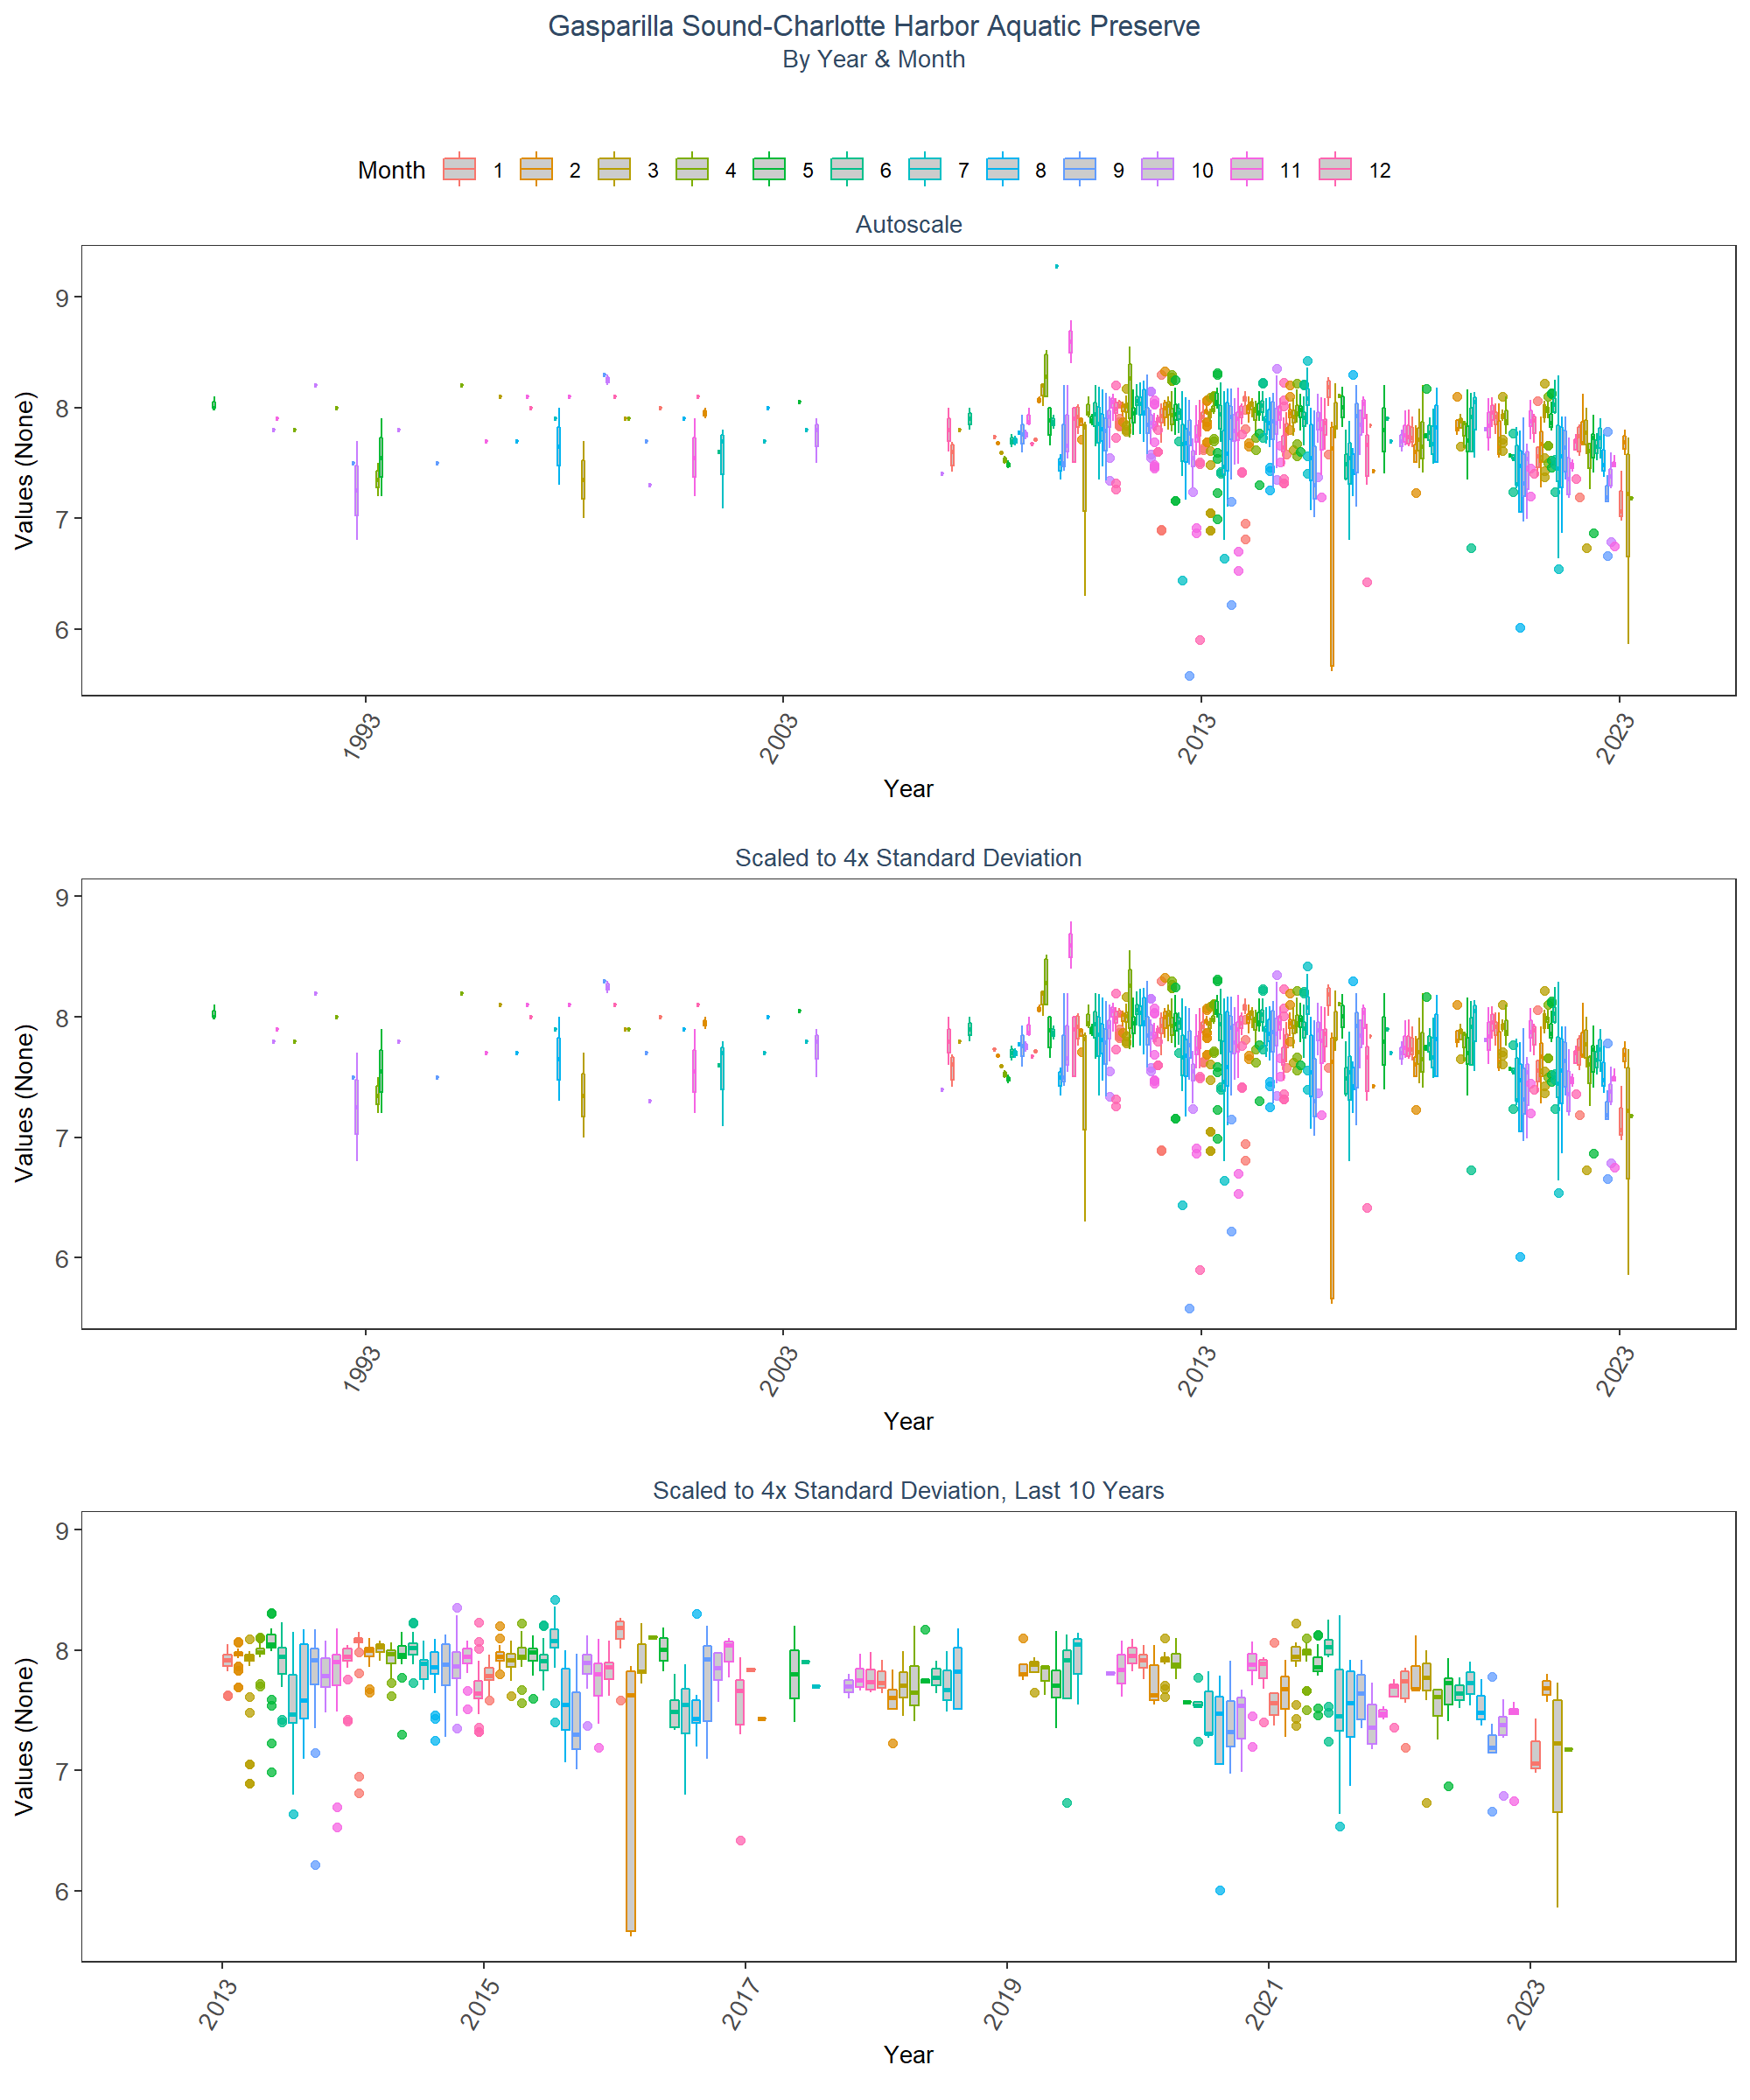 Gasparilla Sound-Charlotte Harbor Aquatic Preserve
By Year & Month
Month 1 2 3 4 5 6 7 8 9 10 11 12
Autoscale
Values (None)
9
8
7
6
1993 2003 2013 2023
Year
Scaled to 4x Standard Deviation
Values (None)
9
8
7
6
1993 2003 2013 2023
Year
Scaled to 4x Standard Deviation, Last 10 Years
Values (None)
9
8
7
6
2013 2015 2017 2019 2021 2023
Year